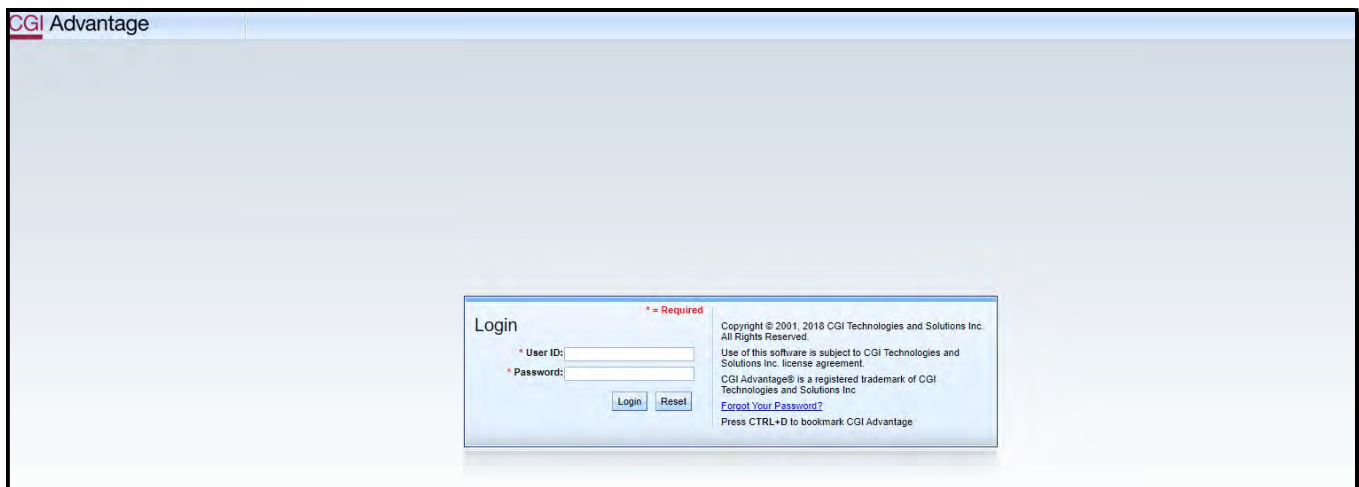 CGI Advantage
* = Required
Login
* User ID:
* Password:
Login Reset
Copyright © 2001, 2018 CGI Technologies and Solutions Inc.
All Rights Reserved.
Use of this software is subject to CGI Technologies and
Solutions Inc. license agreement.
CGI Advantage® is a registered trademark of CGI
Technologies and Solutions Inc
Forgot Your Password?
Press CTRL+D to bookmark CGI Advantage